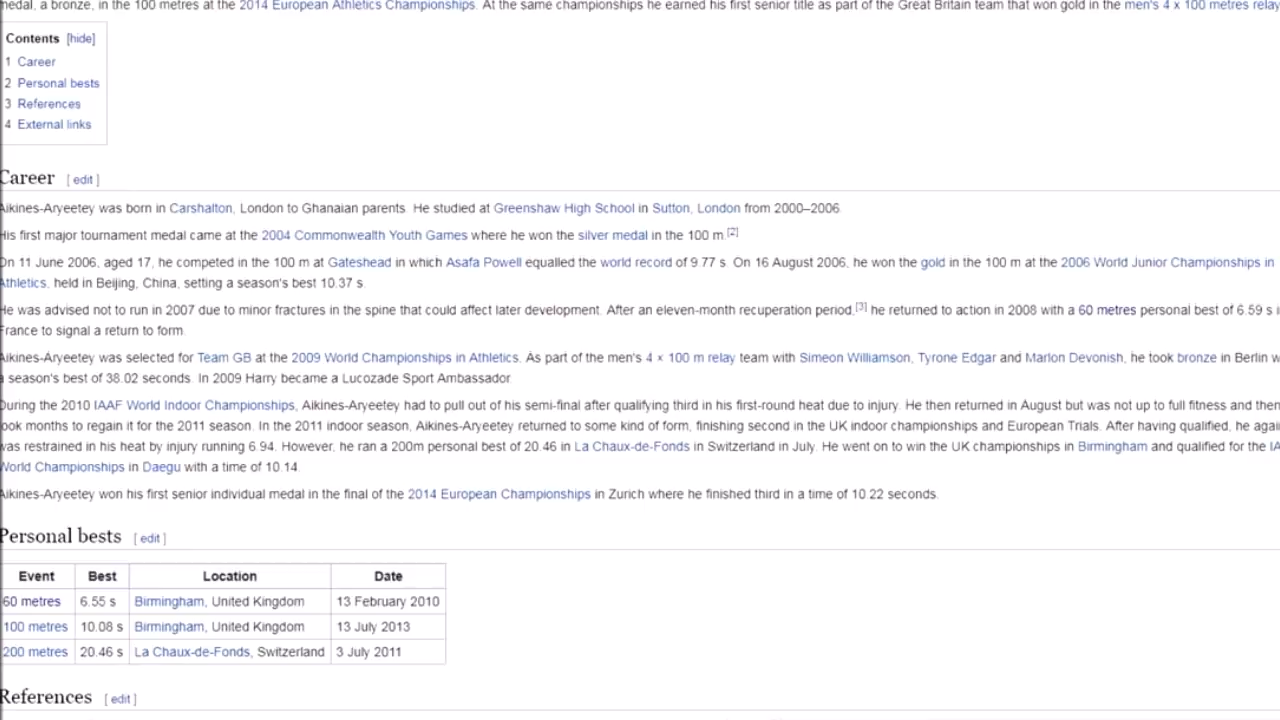 medal, a bronze, in the 100 metres at the 2014 European Athletics Championships. At the same championships he earned his first senior title as part of the Great Britain team that won gold in the men's 4 x 100 metres relay
Contents [hide]
1 Career
2 Personal bests
3 References
4 External links
Career [ edit ]
Aikines-Aryeetey was born in Carshalton, London to Ghanaian parents. He studied at Greenshaw High School in Sutton, London from 2000–2006.
His first major tournament medal came at the 2004 Commonwealth Youth Games where he won the silver medal in the 100 m.[2]
On 11 June 2006, aged 17, he competed in the 100 m at Gateshead in which Asafa Powell equalled the world record of 9.77 s. On 16 August 2006, he won the gold in the 100 m at the 2006 World Junior Championships in
Athletics, held in Beijing, China, setting a season's best 10.37 s.
He was advised not to run in 2007 due to minor fractures in the spine that could affect later development. After an eleven-month recuperation period,[3] he returned to action in 2008 with a 60 metres personal best of 6.59 s
France to signal a return to form.
Aikines-Aryeetey was selected for Team GB at the 2009 World Championships in Athletics. As part of the men's 4 × 100 m relay team with Simeon Williamson, Tyrone Edgar and Marlon Devonish, he took bronze in Berlin
a season's best of 38.02 seconds. In 2009 Harry became a Lucozade Sport Ambassador
During the 2010 IAAF World Indoor Championships, Aikines-Aryeetey had to pull out of his semi-final after qualifying third in his first-round heat due to injury. He then returned in August but was not up to full fitness and then
took months to regain it for the 2011 season. In the 2011 indoor season, Aikines-Aryeetey returned to some kind of form, finishing second in the UK indoor championships and European Trials. After having qualified, he agai
was restrained in his heat by injury running 6.94. However, he ran a 200m personal best of 20.46 in La Chaux-de-Fonds in Switzerland in July. He went on to win the UK championships in Birmingham and qualified for the IA
World Championships in Daegu with a time of 10.14.
Aikines-Aryeetey won his first senior individual medal in the final of the 2014 European Championships in Zurich where he finished third in a time of 10.22 seconds.
Personal bests [ edit ]
Event Best Location Date
60 metres 6.55 s Birmingham, United Kingdom 13 February 2010
100 metres 10.08 s Birmingham, United Kingdom 13 July 2013
200 metres 20.46 s La Chaux-de-Fonds, Switzerland 3 July 2011
References [ edit ]